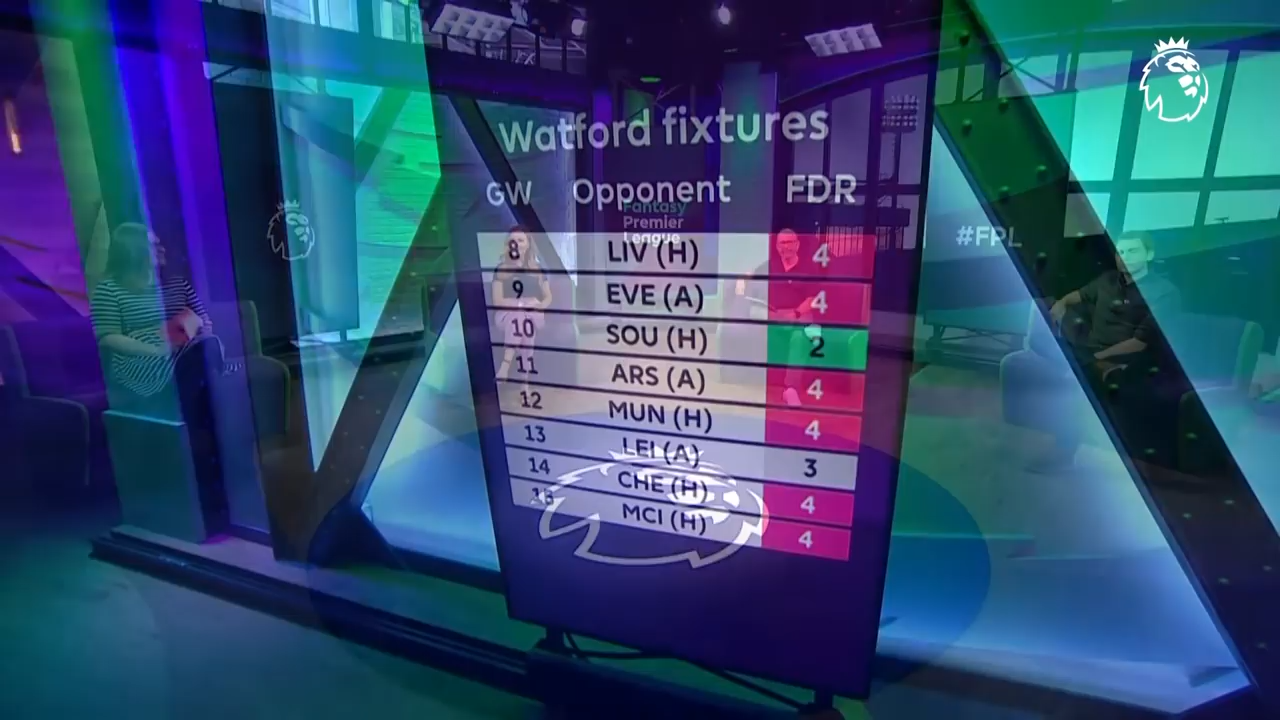 Watford fixtures
GW Opponent FDR
Fantasy
Premier
League
#FPL
8 LIV (H) 4
9 EVE (A) 4
10 SOU (H) 2
11 ARS (A) 4
12 MUN (H) 4
13 LEI (A) 3
14 CHE (H) 4
MCI (H) 4